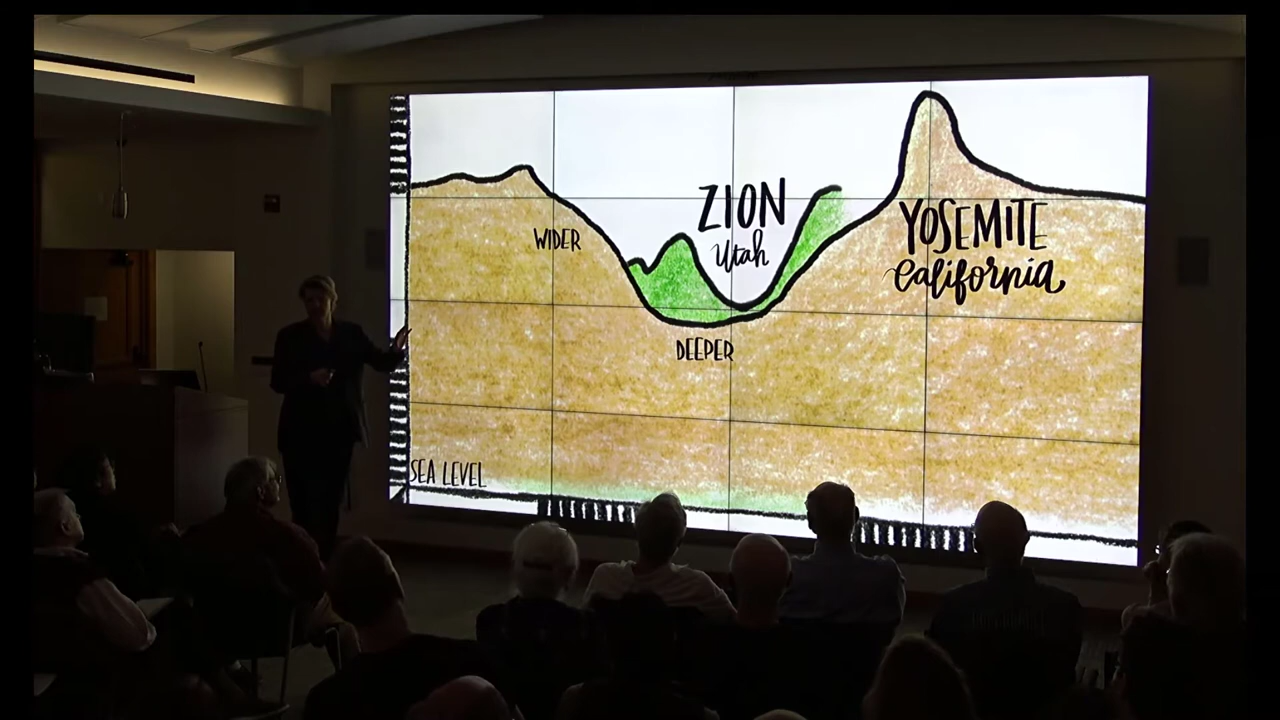 ZION
Utah
WIDER
YOSEMITE
California
DEEPER
SEA LEVEL